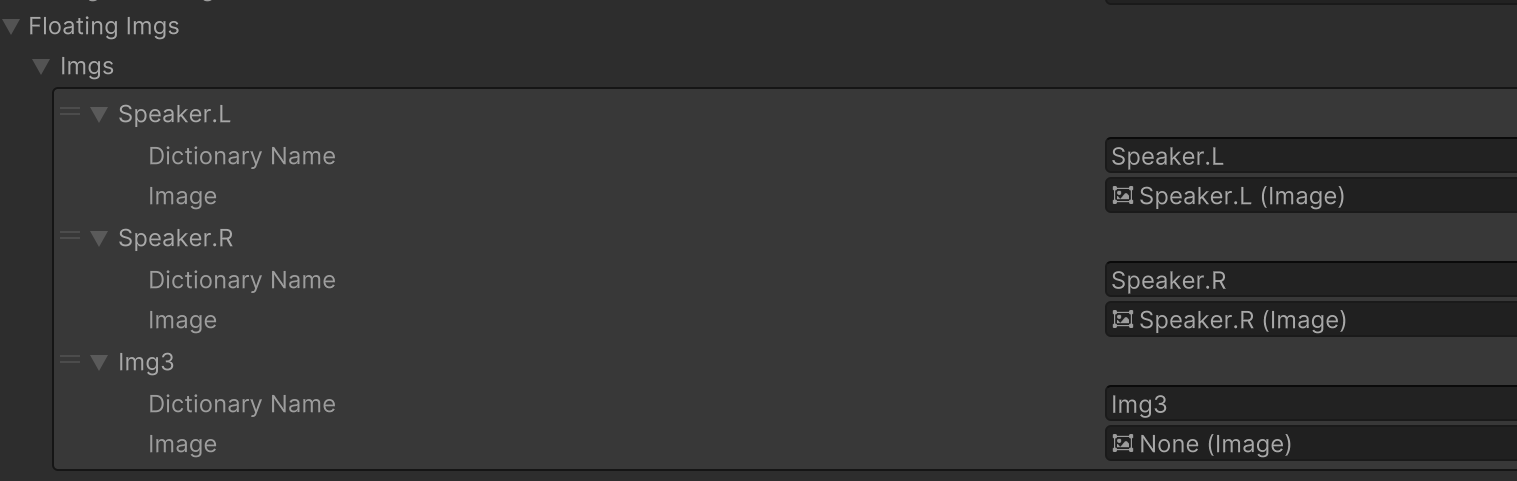 Floating Imgs
Imgs
Speaker.L
Dictionary Name Speaker.L
Image Speaker.L (Image)
Speaker.R
Dictionary Name Speaker.R
Image Speaker.R (Image)
Img3
Dictionary Name Img3
Image None (Image)